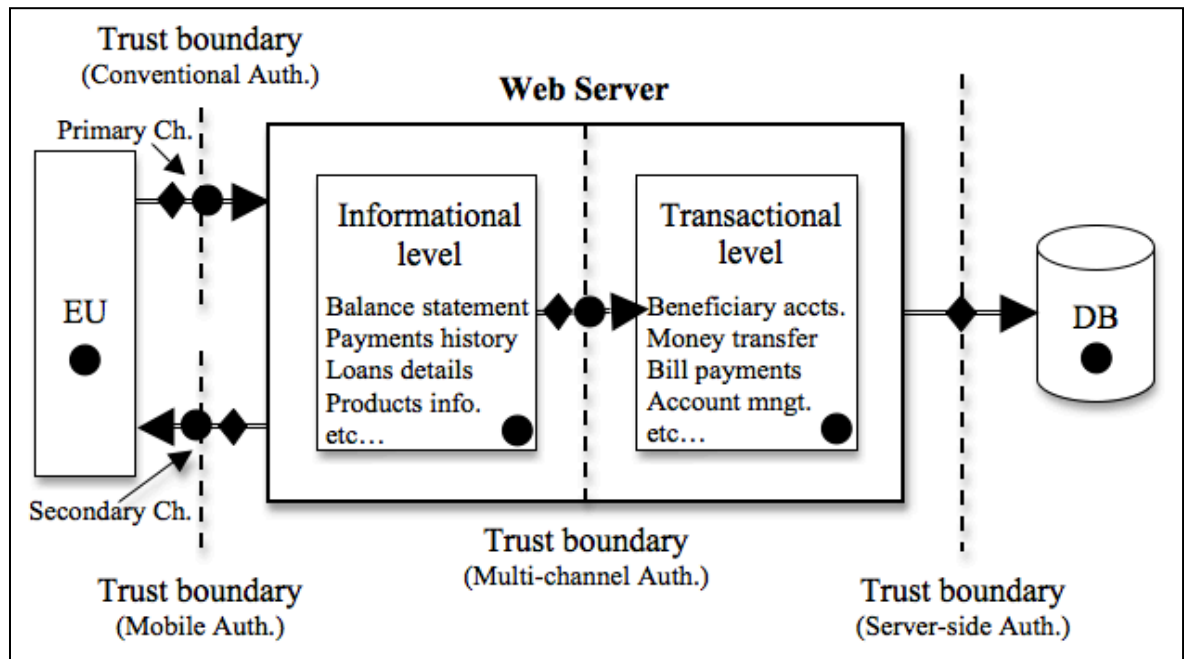 Trust boundary
(Conventional Auth.)
Primary Ch.
Web Server
EU
Informational
level
Balance statement
Payments history
Loans details
Products info.
etc…
Transactional
level
Beneficiary accts.
Money transfer
Bill payments
Account mngt.
etc…
DB
Secondary Ch.
Trust boundary
(Mobile Auth.)
Trust boundary
(Multi-channel Auth.)
Trust boundary
(Server-side Auth.)